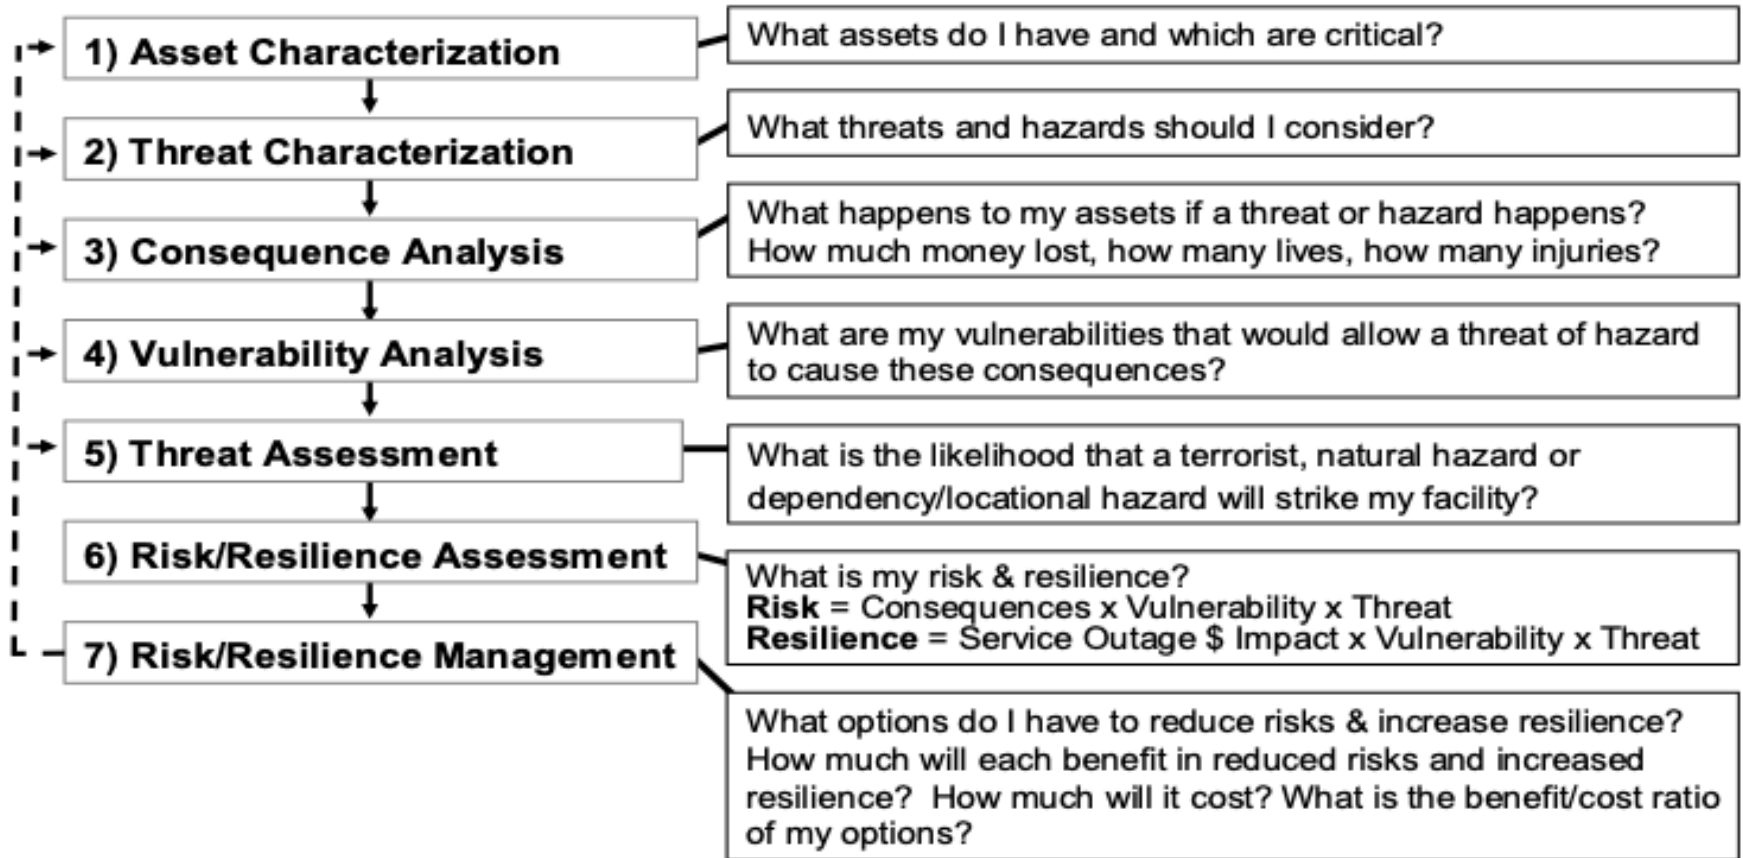 1) Asset Characterization
What assets do I have and which are critical?
2) Threat Characterization
What threats and hazards should I consider?
3) Consequence Analysis
What happens to my assets if a threat or hazard happens?
How much money lost, how many lives, how many injuries?
4) Vulnerability Analysis
What are my vulnerabilities that would allow a threat of hazard
to cause these consequences?
5) Threat Assessment
What is the likelihood that a terrorist, natural hazard or
dependency/locational hazard will strike my facility?
6) Risk/Resilience Assessment
What is my risk & resilience?
Risk = Consequences x Vulnerability x Threat
Resilience = Service Outage $ Impact x Vulnerability x Threat
7) Risk/Resilience Management
What options do I have to reduce risks & increase resilience?
How much will each benefit in reduced risks and increased
resilience?  How much will it cost? What is the benefit/cost ratio
of my options?